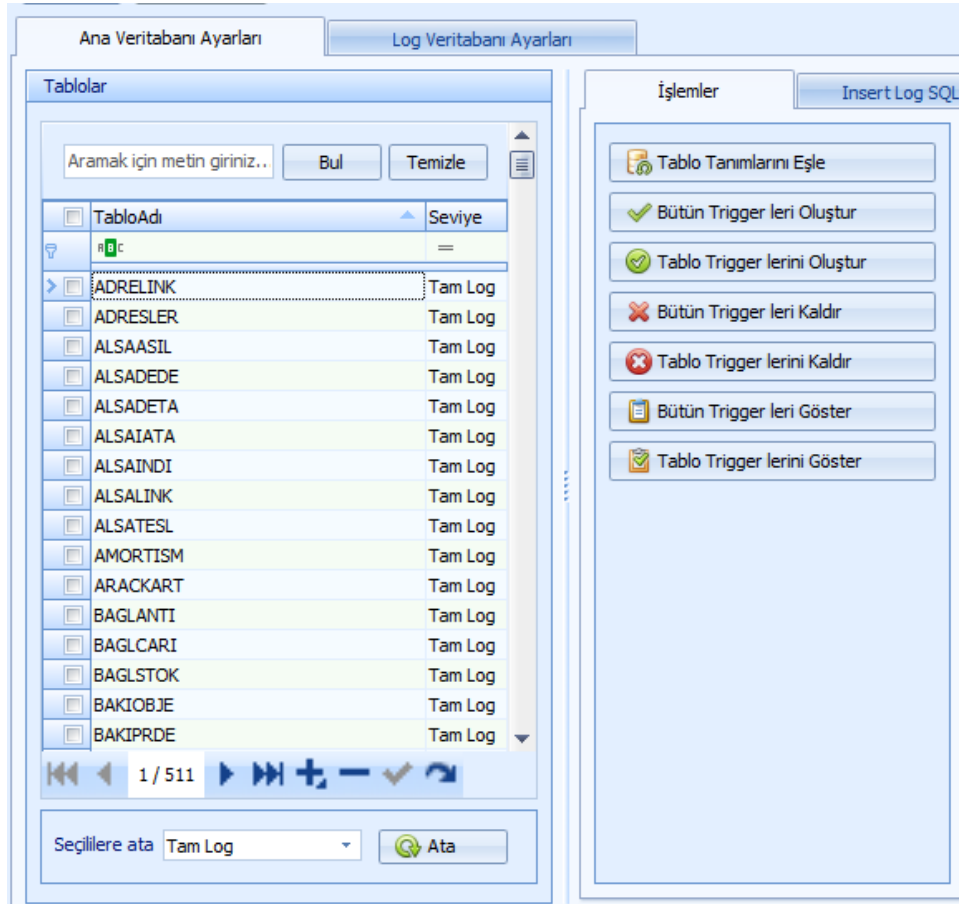 Ana Veritabanı Ayarları
Log Veritabanı Ayarları
Tablolar
Aramak için metin giriniz..
Bul
Temizle
TabloAdı
Seviye
ABC
=
ADRELINK Tam Log
ADRESLER Tam Log
ALSAASIL Tam Log
ALSADEDE Tam Log
ALSADETA Tam Log
ALSAIATA Tam Log
ALSAINDI Tam Log
ALSALINK Tam Log
ALSATESL Tam Log
AMORTISM Tam Log
ARACKART Tam Log
BAGLANTI Tam Log
BAGLCARI Tam Log
BAGLSTOK Tam Log
BAKIOBJE Tam Log
BAKIPRDE Tam Log
1 / 511
Seçililere ata
Tam Log
Ata
İşlemler
Insert Log SQL
Tablo Tanımlarını Eşle
Bütün Trigger leri Oluştur
Tablo Trigger lerini Oluştur
Bütün Trigger leri Kaldır
Tablo Trigger lerini Kaldır
Bütün Trigger leri Göster
Tablo Trigger lerini Göster